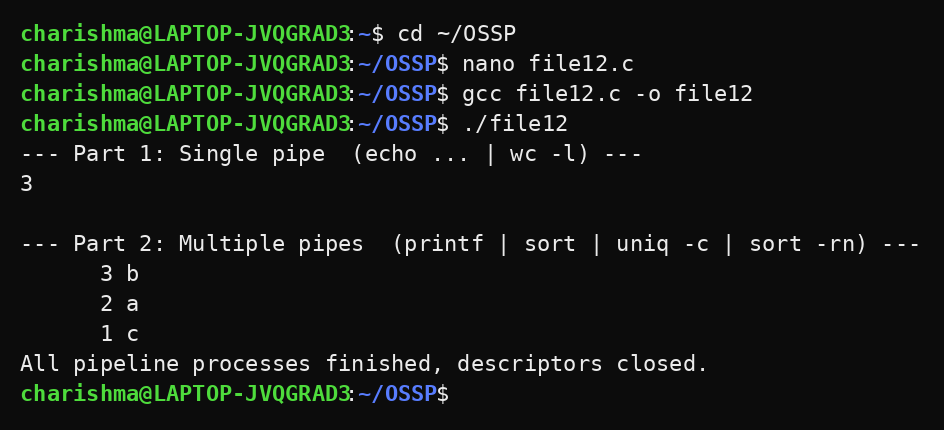 charishma@LAPTOP-JVQGRAD3:~$ cd ~/OSSP
charishma@LAPTOP-JVQGRAD3:~/OSSP$ nano file12.c
charishma@LAPTOP-JVQGRAD3:~/OSSP$ gcc file12.c -o file12
charishma@LAPTOP-JVQGRAD3:~/OSSP$ ./file12
--- Part 1: Single pipe  (echo ... | wc -l) ---
3

--- Part 2: Multiple pipes  (printf | sort | uniq -c | sort -rn) ---
      3 b
      2 a
      1 c
All pipeline processes finished, descriptors closed.
charishma@LAPTOP-JVQGRAD3:~/OSSP$